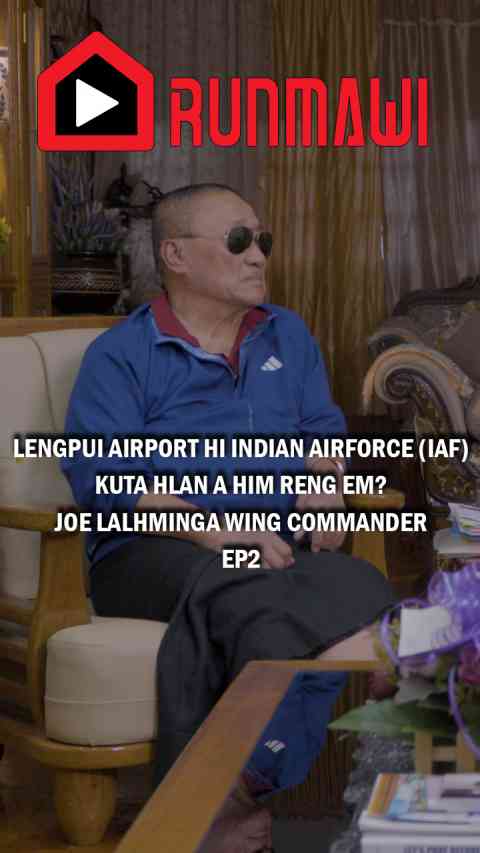 RUNMAWI
LENGPUI AIRPORT HI INDIAN AIRFORCE (IAF)
KUTA HLAN A HIM RENG EM?
JOE LALHMINGA WING COMMANDER
EP2